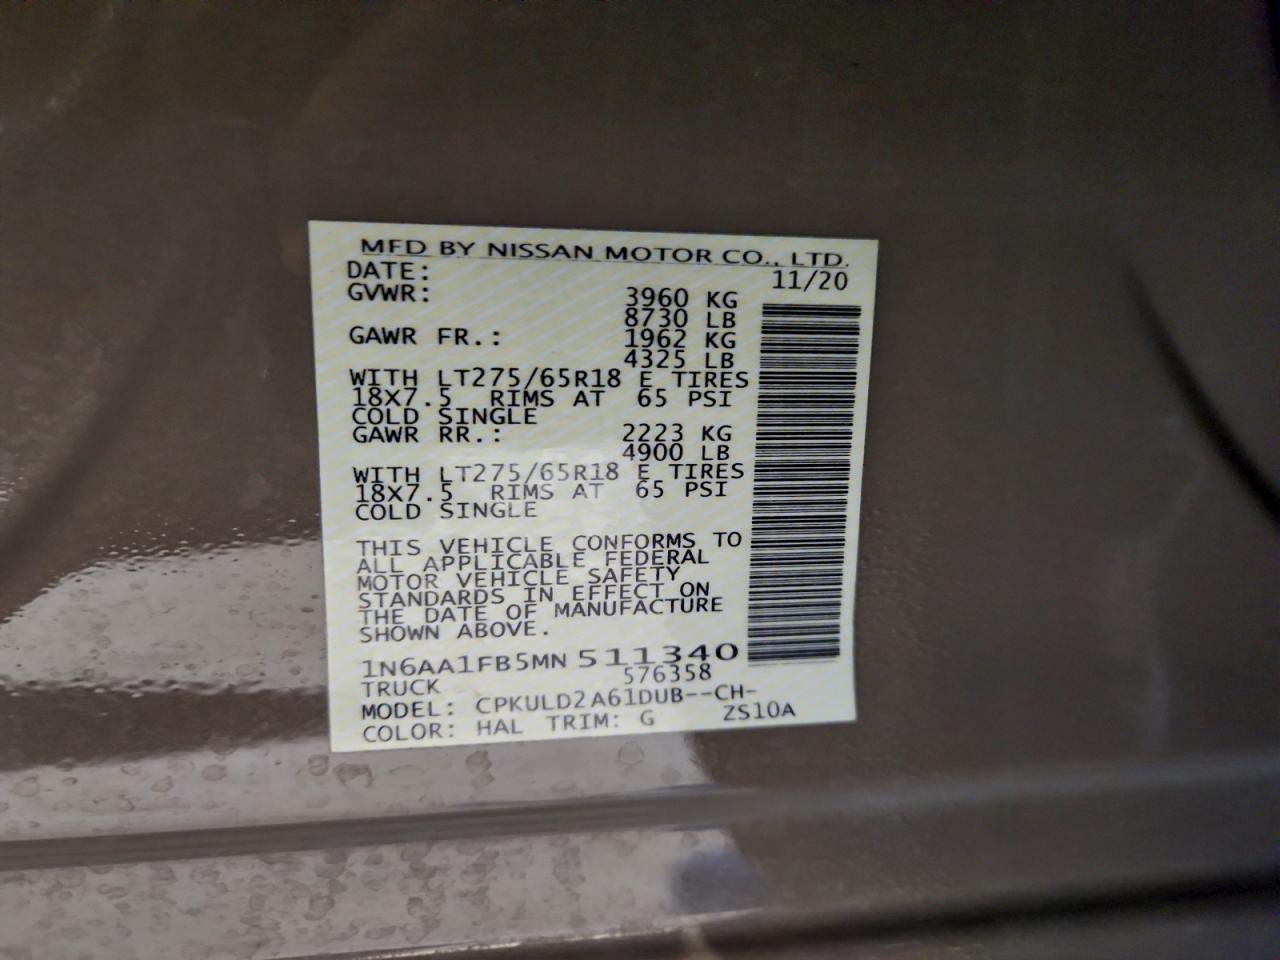 MFD BY NISSAN MOTOR CO., LTD.
DATE: 11/20
GVWR: 3960 KG
8730 LB
GAWR FR.: 1962 KG
4325 LB
WITH LT275/65R18 E TIRES
18X7.5 RIMS AT 65 PSI
COLD SINGLE
GAWR RR.: 2223 KG
4900 LB
WITH LT275/65R18 E TIRES
18X7.5 RIMS AT 65 PSI
COLD SINGLE
THIS VEHICLE CONFORMS TO
ALL APPLICABLE FEDERAL
MOTOR VEHICLE SAFETY
STANDARDS IN EFFECT ON
THE DATE OF MANUFACTURE
SHOWN ABOVE.
1N6AA1FB5MN 511340
TRUCK 576358
MODEL: CPKULD2A61DUB--CH-
COLOR: HAL TRIM: G ZS10A